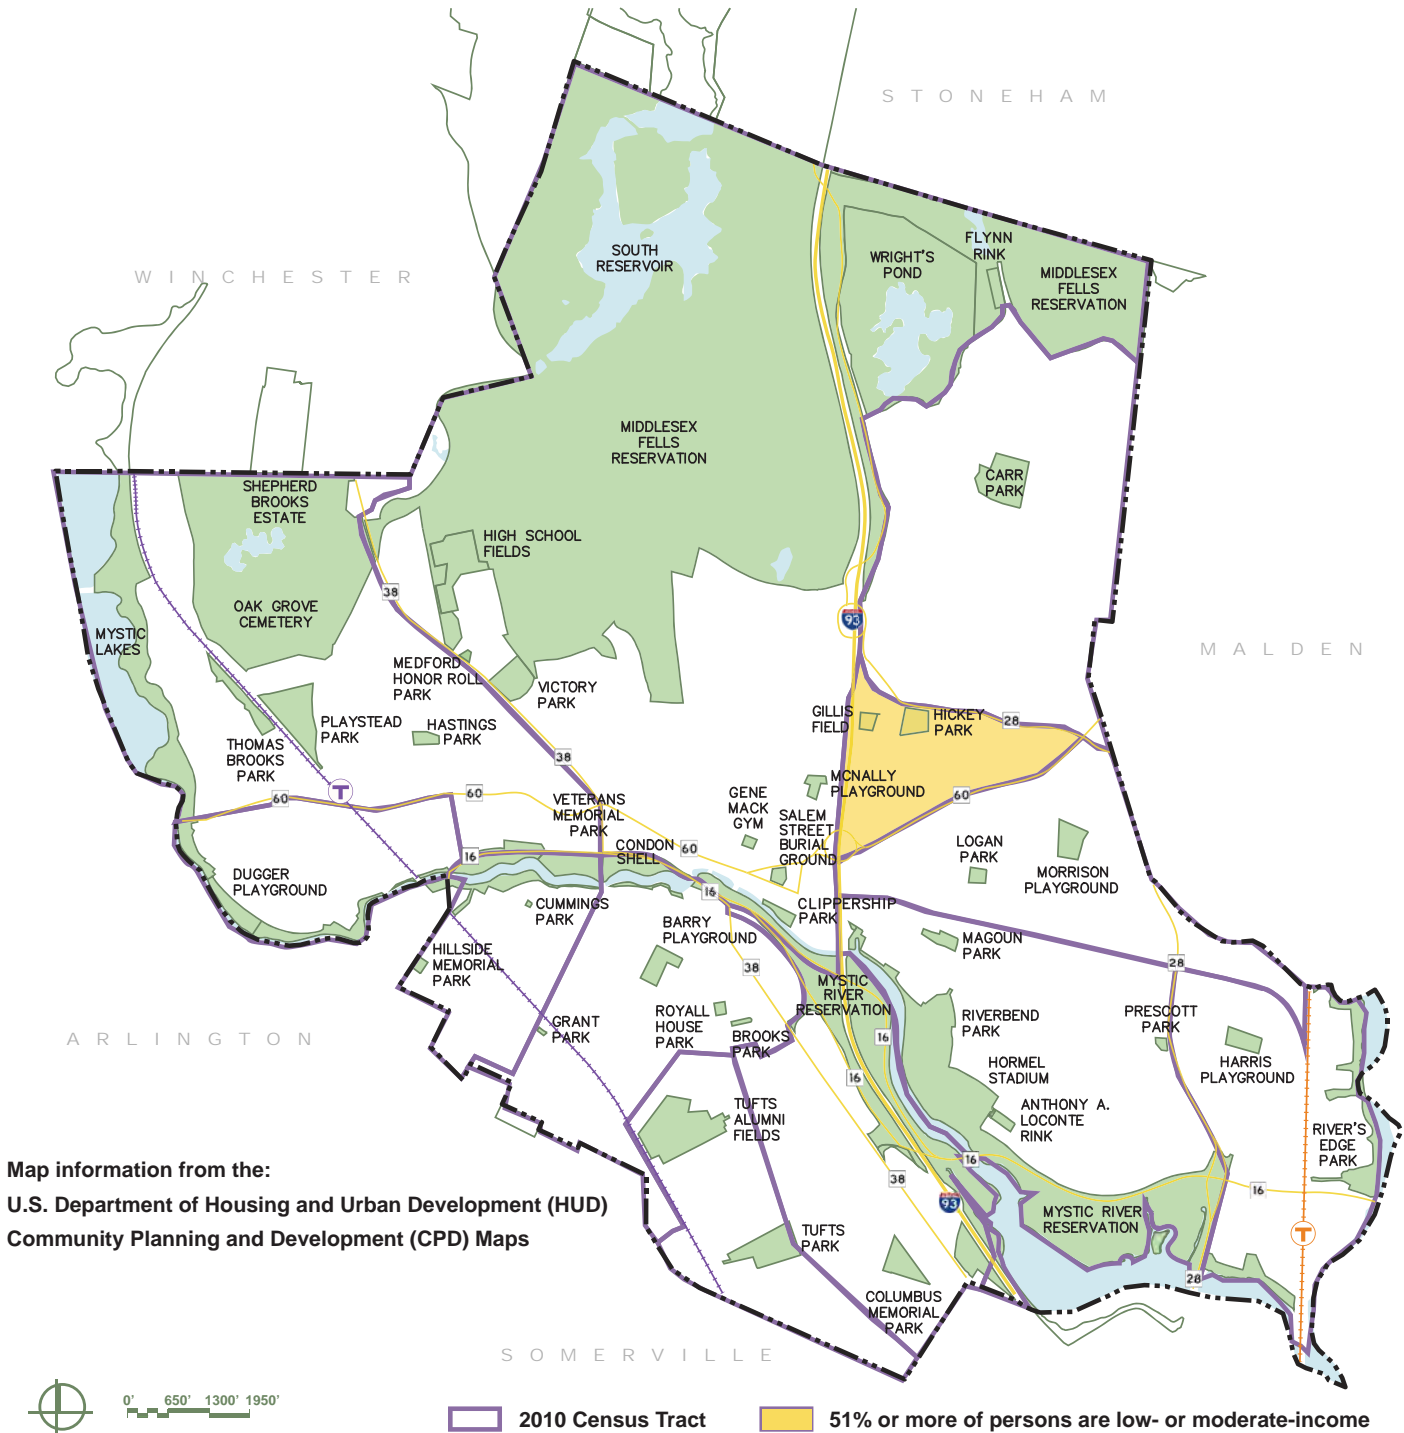 STONEHAM
WINCHESTER
SOUTH
RESERVOIR
WRIGHT'S
POND
FLYNN
RINK
MIDDLESEX
FELLS
RESERVATION
MIDDLESEX
FELLS
RESERVATION
CARR
PARK
SHEPHERD
BROOKS
ESTATE
HIGH SCHOOL
FIELDS
38
OAK GROVE
CEMETERY
93
MYSTIC
LAKES
MALDEN
MEDFORD
HONOR ROLL
PARK
VICTORY
PARK
PLAYSTEAD
PARK
HASTINGS
PARK
THOMAS
BROOKS
PARK
GILLIS
FIELD
HICKEY
PARK
28
38
MCNALLY
PLAYGROUND
60
T
60
60
VETERANS
MEMORIAL
PARK
GENE
MACK
GYM
SALEM
STREET
BURIAL
GROUND
CONDON
SHELL
60
16
LOGAN
PARK
MORRISON
PLAYGROUND
DUGGER
PLAYGROUND
16
CUMMINGS
PARK
CLIPPERSHIP
PARK
BARRY
PLAYGROUND
MAGOUN
PARK
HILLSIDE
MEMORIAL
PARK
38
28
MYSTIC
RIVER
RESERVATION
ROYALL
HOUSE
PARK
BROOKS
PARK
GRANT
PARK
16
RIVERBEND
PARK
PRESCOTT
PARK
ARLINGTON
HORMEL
STADIUM
HARRIS
PLAYGROUND
16
TUFTS
ALUMNI
FIELDS
ANTHONY A.
LOCONTE
RINK
RIVER'S
EDGE
PARK
16
38
93
16
MYSTIC RIVER
RESERVATION
T
TUFTS
PARK
28
COLUMBUS
MEMORIAL
PARK
Map information from the:
U.S. Department of Housing and Urban Development (HUD)
Community Planning and Development (CPD) Maps
SOMERVILLE
0' 650' 1300' 1950'
2010 Census Tract
51% or more of persons are low- or moderate-income